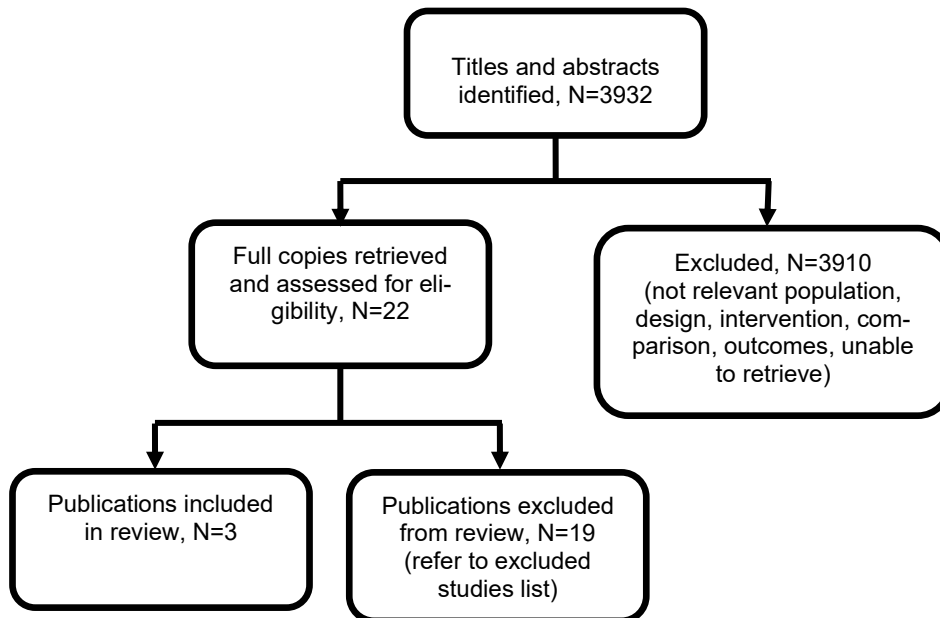 Titles and abstracts
identified, N=3932
Full copies retrieved
and assessed for eli-
gibility, N=22
Excluded, N=3910
(not relevant population,
design, intervention, com-
parison, outcomes, unable
to retrieve)
Publications included
in review, N=3
Publications excluded
from review, N=19
(refer to excluded
studies list)